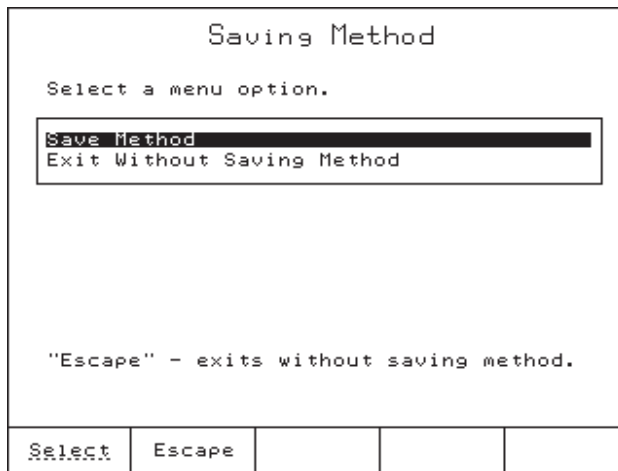 Saving Method
Select a menu option.
Save Method
Exit Without Saving Method
"Escape" - exits without saving method.
Select Escape